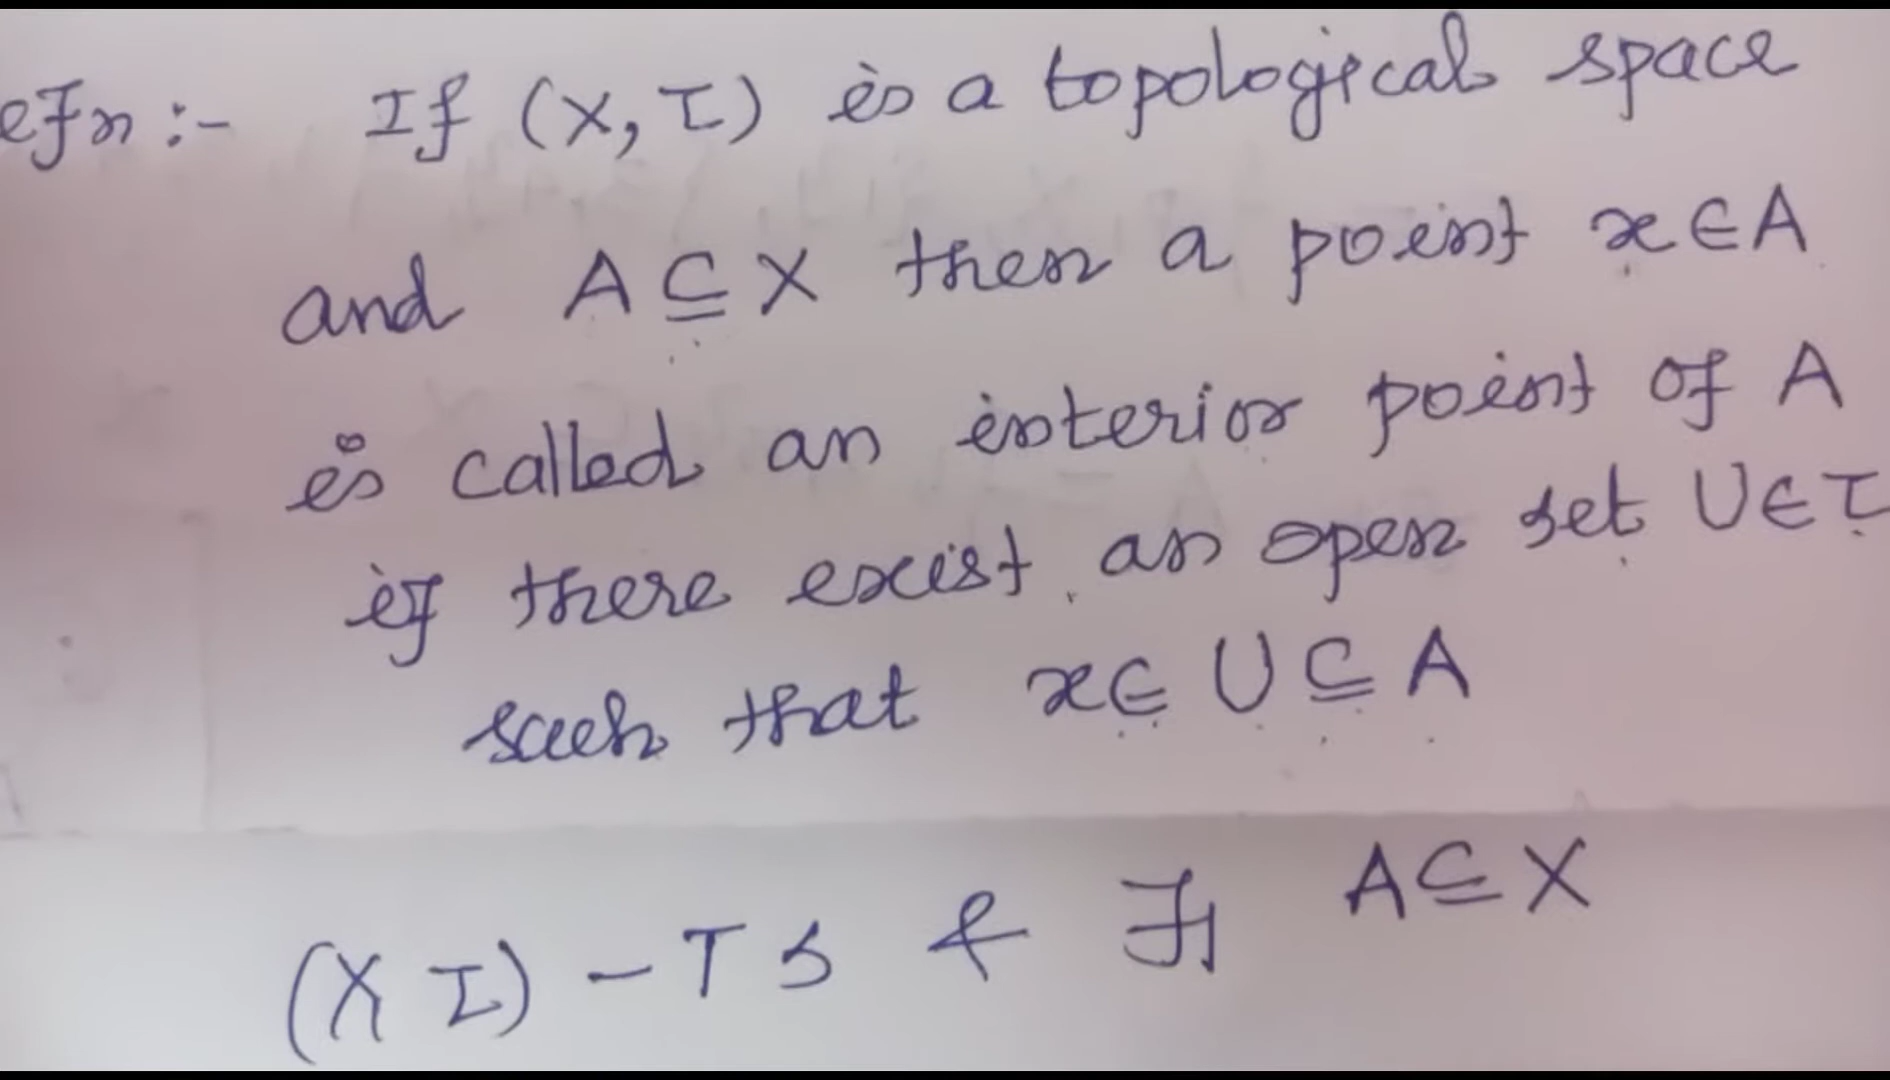 efn :- If (X, τ) is a topological space
and A ⊆ X then a point x ∈ A
is called an interior point of A
if there exist an open set U ∈ τ
such that x ∈ U ⊆ A
(X τ) - T S & ∃ A ⊆ X